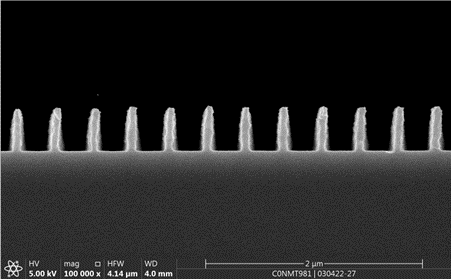 HV mag □ HFW WD 2 µm
5.00 kV 100 000 x 4.14 µm 4.0 mm C0NMT981 | 030422-27